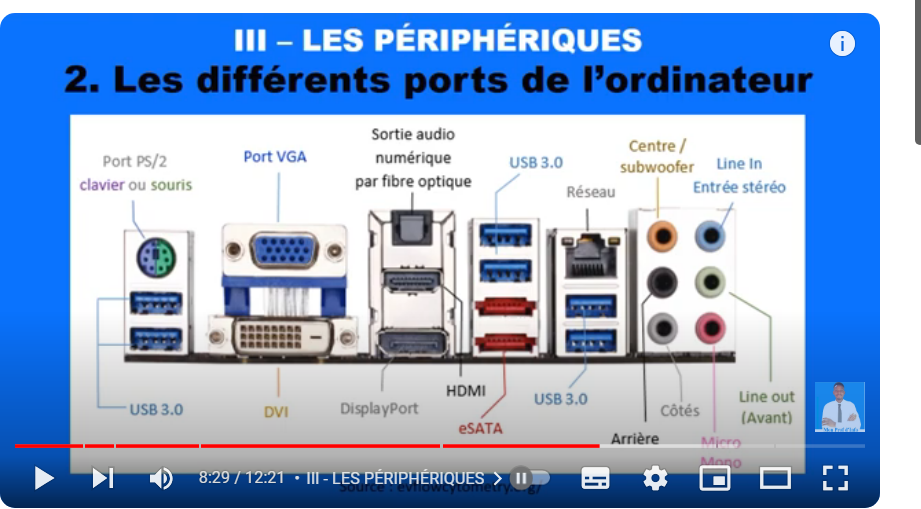 III – LES PÉRIPHÉRIQUES
2. Les différents ports de l'ordinateur
Port PS/2
clavier ou souris
Port VGA
Sortie audio
numérique
par fibre optique
USB 3.0
Réseau
Centre /
subwoofer
Line In
Entrée stéréo
USB 3.0
DVI
DisplayPort
HDMI
eSATA
USB 3.0
Arrière
Côtés
Line out
(Avant)
Micro
Mono
8:29 / 12:21 • III - LES PÉRIPHÉRIQUES